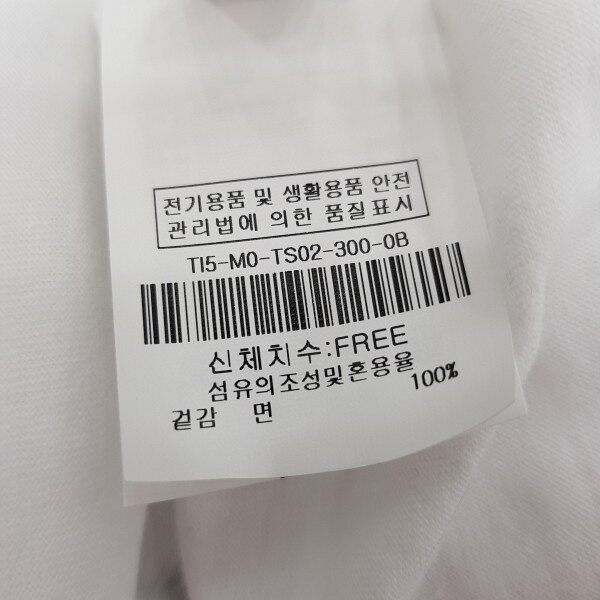 전기용품 및 생활용품 안전
관리법에 의한 품질표시
TI5-M0-TS02-300-0B
신체치수:FREE
섬유의조성및혼용율
겉감 면 100%